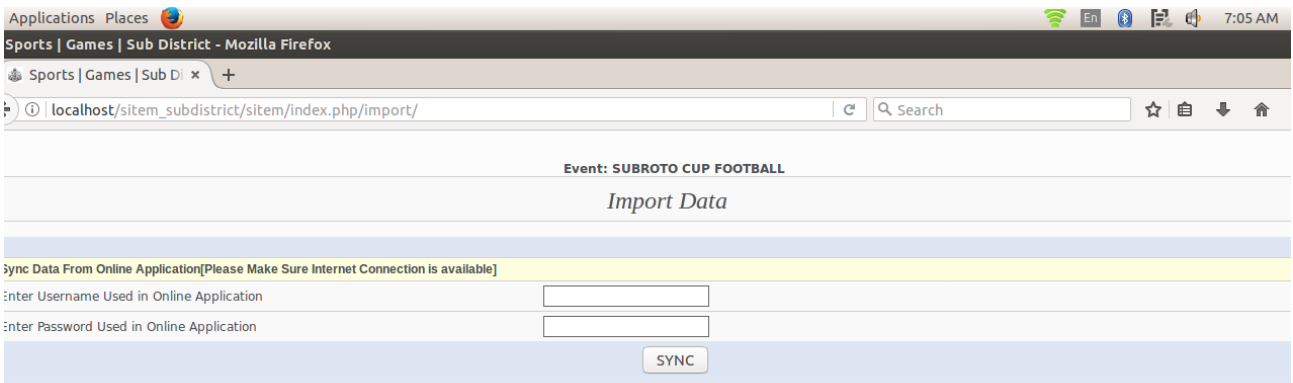 Applications Places En 7:05 AM
Sports | Games | Sub District - Mozilla Firefox
Sports | Games | Sub Di × +
localhost/sitem_subdistrict/sitem/index.php/import/ Search
Event: SUBROTO CUP FOOTBALL
Import Data
Sync Data From Online Application[Please Make Sure Internet Connection is available]
Enter Username Used in Online Application
Enter Password Used in Online Application
SYNC